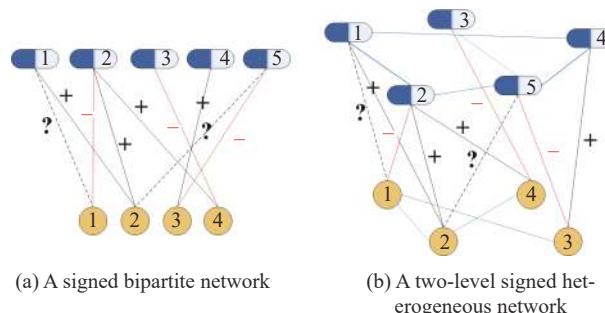 1 2 3 4 5
+ + + +
− − −
? ?
1 2 3 4
(a) A signed bipartite network
1 3 4
2 5
+ + + +
− − −
? ?
1 4
2 3
(b) A two-level signed het-
erogeneous network